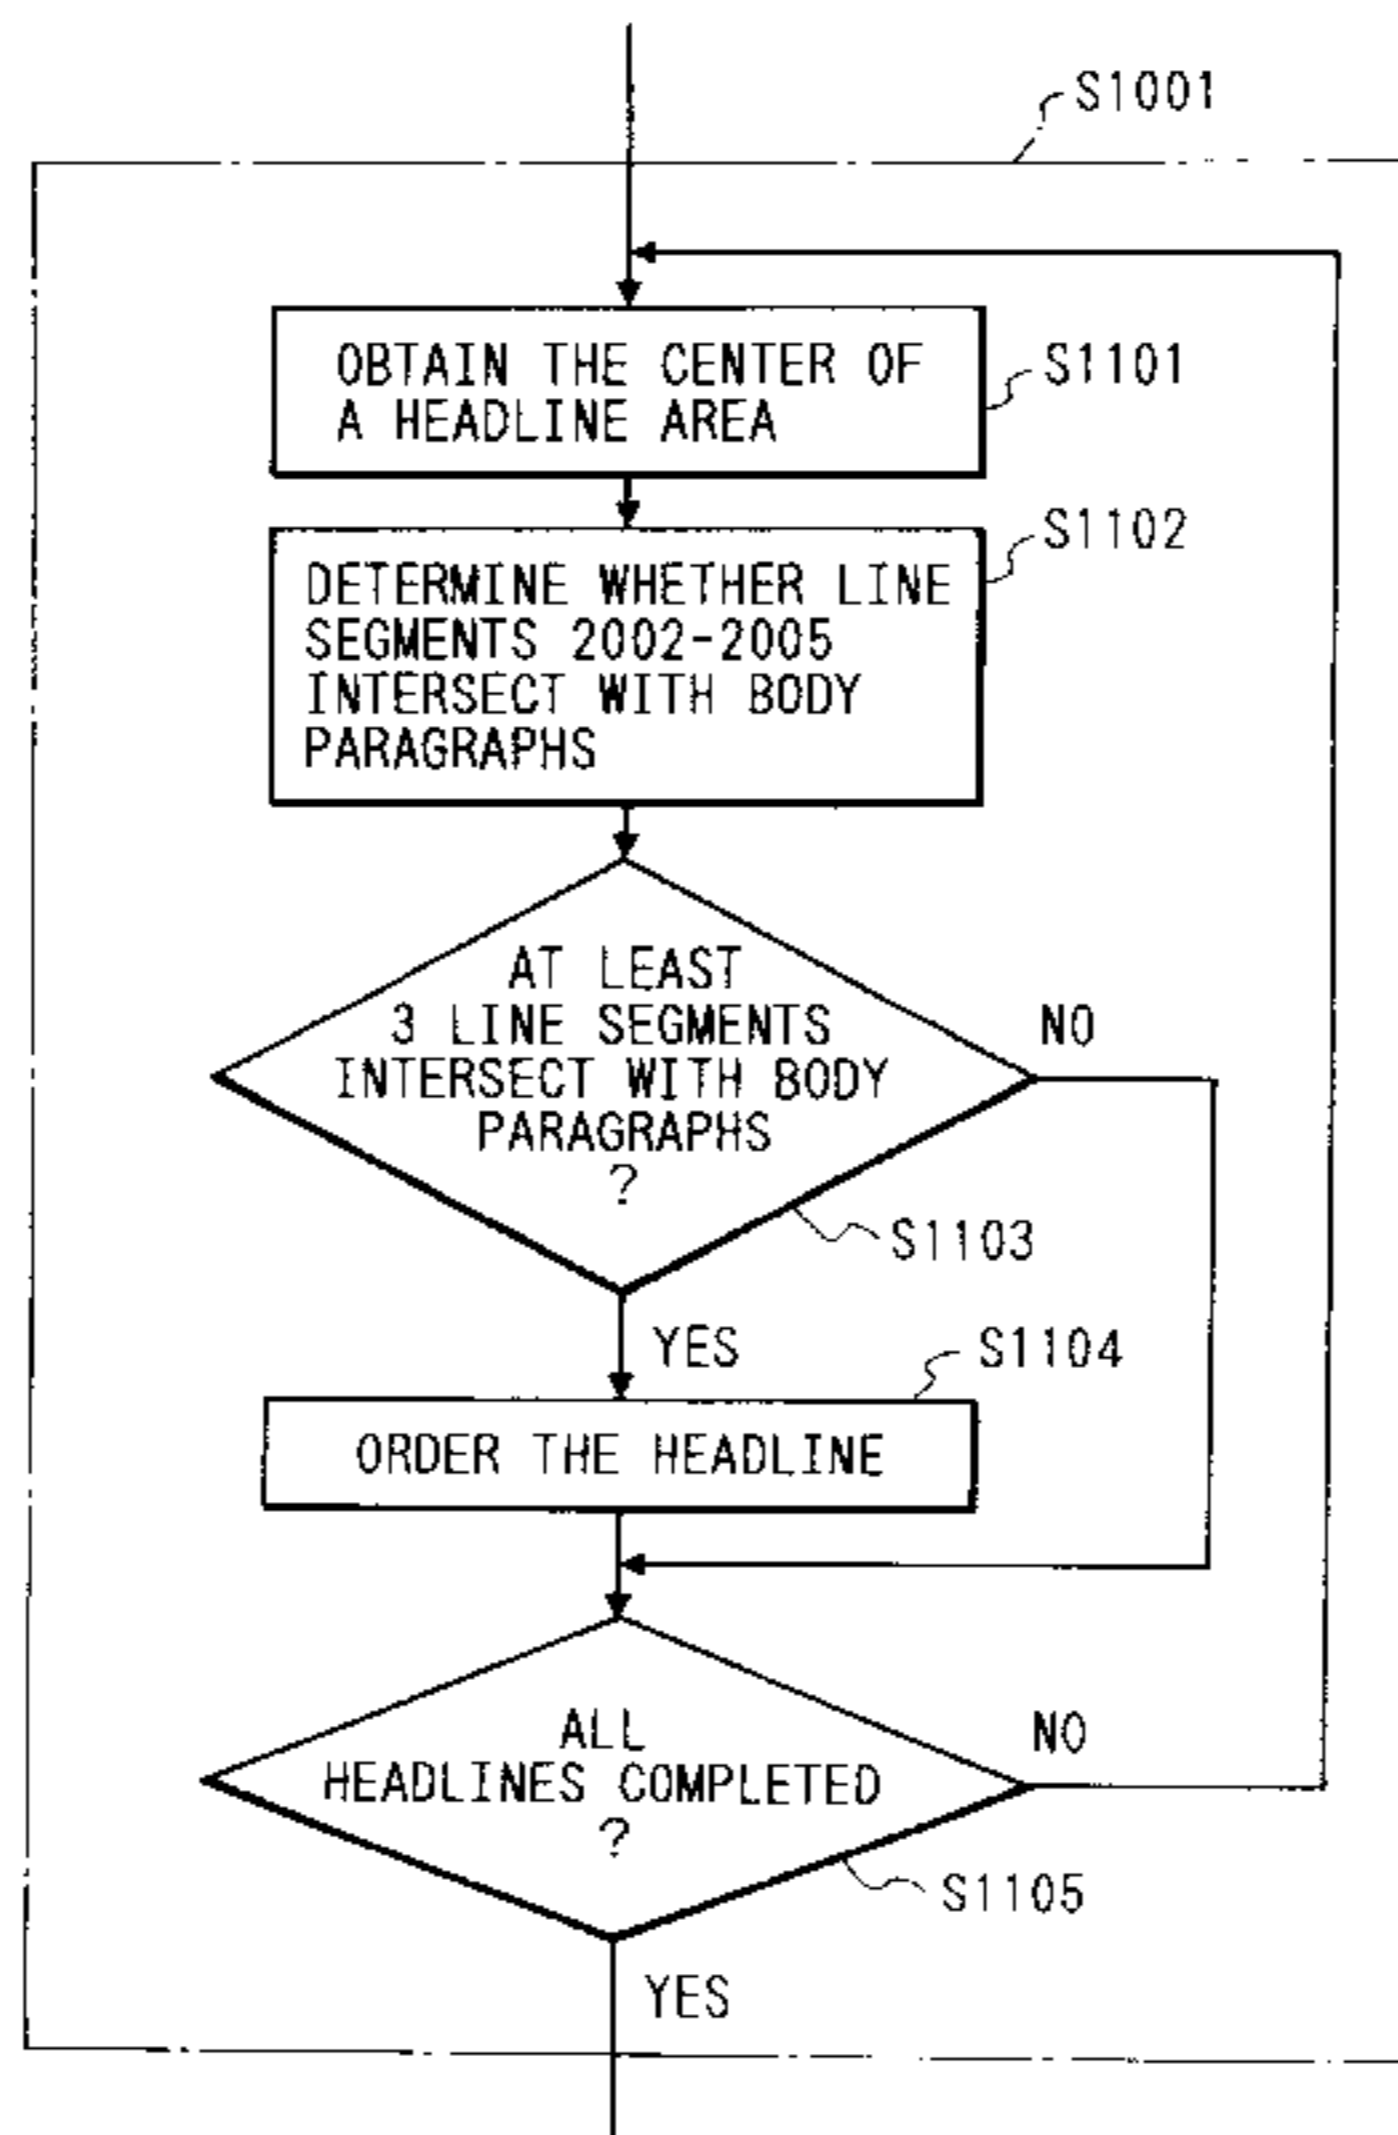 S1001
OBTAIN THE CENTER OF
A HEADLINE AREA
S1101
S1102
DETERMINE WHETHER LINE
SEGMENTS 2002-2005
INTERSECT WITH BODY
PARAGRAPHS
AT LEAST
3 LINE SEGMENTS
INTERSECT WITH BODY
PARAGRAPHS
?
NO
S1103
YES
S1104
ORDER THE HEADLINE
ALL
HEADLINES COMPLETED
?
NO
S1105
YES